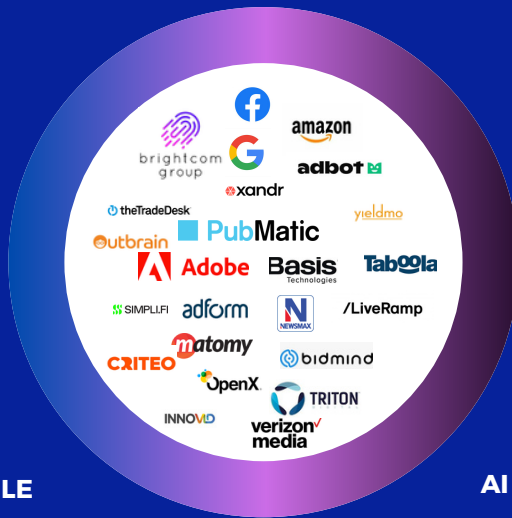 amazon
brightcom
group
adbot
xandr
theTradeDesk
yieldmo
PubMatic
Outbrain
Adobe
Basis
Technologies
Taboola
SIMPLI.FI
adform
N
NEWSMAX
/LiveRamp
matomy
CRITEO
bidmind
OpenX
TRITON
DIGITAL
INNOVID
verizon
media
LE
AI